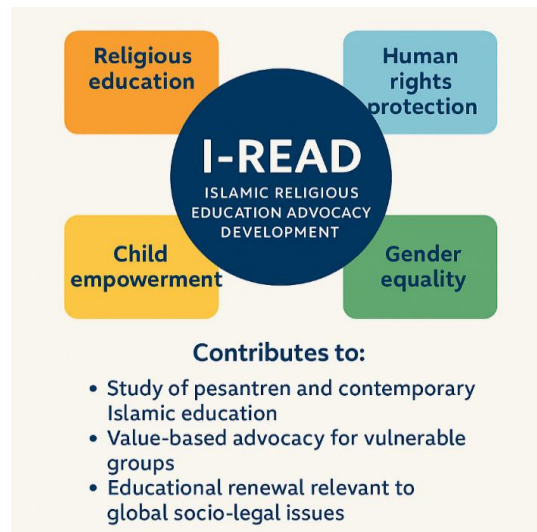 Religious
education
Human
rights
protection
I-READ
ISLAMIC RELIGIOUS
EDUCATION ADVOCACY
DEVELOPMENT
Child
empowerment
Gender
equality
Contributes to:
• Study of pesantren and contemporary
Islamic education
• Value-based advocacy for vulnerable
groups
• Educational renewal relevant to
global socio-legal issues